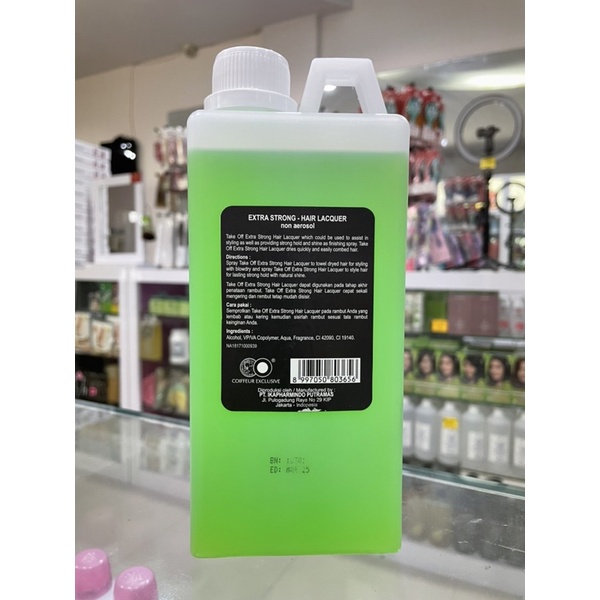 EXTRA STRONG - HAIR LACQUER
non aerosol
Take Off Extra Strong Hair Lacquer which could be used to assist in
styling as well as providing strong hold and shine as finishing spray. Take
Off Extra Strong Hair Lacquer dries quickly and easily combed hair.
Directions :
Spray Take Off Extra Strong Hair Lacquer to towel dryed hair for styling
with blowdry and spray Take Off Extra Strong Hair Lacquer to style hair
for lasting strong hold with natural shine.
Take Off Extra Strong Hair Lacquer dapat digunakan pada tahap akhir
penataan rambut. Take Off Extra Strong Hair Lacquer cepat sekali
mengering dan rambut tetap mudah disisir.
Cara pakai :
Semprotkan Take Off Extra Strong Hair Lacquer pada rambut Anda yang
lembab atau kering kemudian sisirlah rambut sesuai tata rambut
keinginan Anda.
Ingredients :
Alcohol, VP/VA Copolymer, Aqua, Fragrance, CI 42090, CI 19140.
NA18171000939
COIFFEUR EXCLUSIVE
8 997050 803656
Diproduksi oleh / Manufactured by :
PT. IKAPHARMINDO PUTRAMAS
Jl. Pulogadung Raya No 29 KIP
Jakarta - Indonesia
BN:
ED: MAR 25